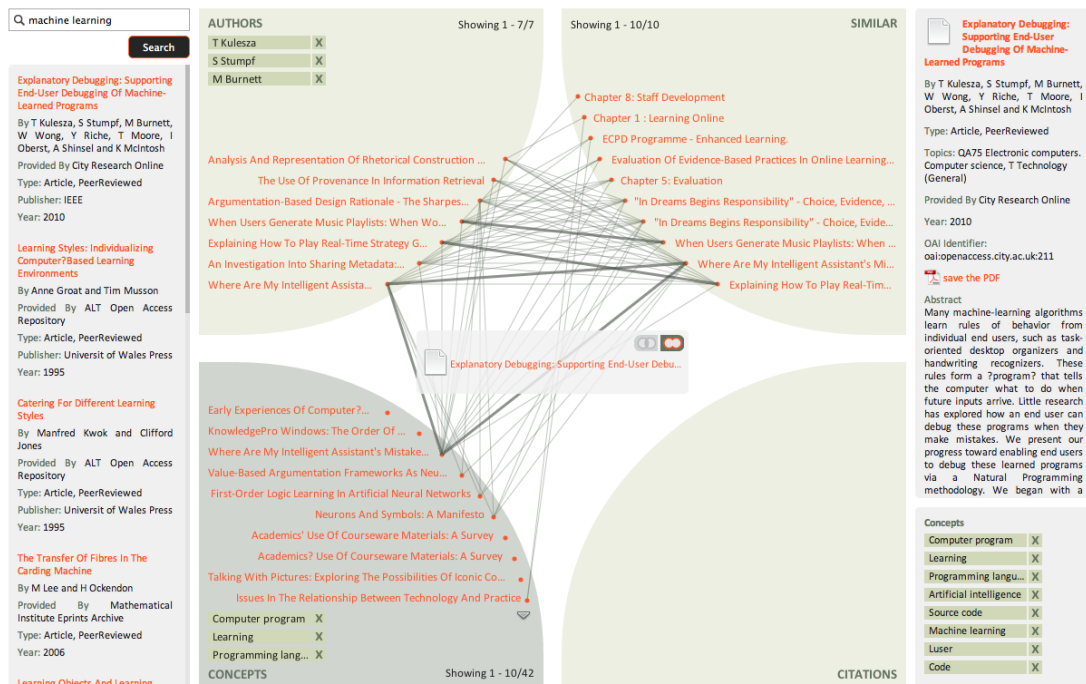 machine learning
Search
Explanatory Debugging: Supporting
End-User Debugging Of Machine-
Learned Programs
By T Kulesza, S Stumpf, M Burnett,
W Wong, Y Riche, T Moore, I
Oberst, A Shinsel and K McIntosh
Provided By City Research Online
Type: Article, PeerReviewed
Publisher: IEEE
Year: 2010
Learning Styles: Individualizing
Computer?Based Learning
Environments
By Anne Groat and Tim Musson
Provided By ALT Open Access
Repository
Type: Article, PeerReviewed
Publisher: Universit of Wales Press
Year: 1995
Catering For Different Learning
Styles
By Manfred Kwok and Clifford
Jones
Provided By ALT Open Access
Repository
Type: Article, PeerReviewed
Publisher: Universit of Wales Press
Year: 1995
The Transfer Of Fibres In The
Carding Machine
By M Lee and H Ockendon
Provided By Mathematical
Institute Eprints Archive
Type: Article, PeerReviewed
Year: 2006
Learning Objects And Learning
AUTHORS
Showing 1 - 7/7
T Kulesza X
S Stumpf X
M Burnett X
Analysis And Representation Of Rhetorical Construction ...
The Use Of Provenance In Information Retrieval
Argumentation-Based Design Rationale - The Sharpes...
When Users Generate Music Playlists: When Wo...
Explaining How To Play Real-Time Strategy G...
An Investigation Into Sharing Metadata:...
Where Are My Intelligent Assista...
Showing 1 - 10/10
SIMILAR
Chapter 8: Staff Development
Chapter 1 : Learning Online
ECPD Programme - Enhanced Learning.
Evaluation Of Evidence-Based Practices In Online Learning...
Chapter 5: Evaluation
"In Dreams Begins Responsibility" - Choice, Evidence, ...
"In Dreams Begins Responsibility" - Choice, Evide...
When Users Generate Music Playlists: When ...
Where Are My Intelligent Assistant's Mi...
Explaining How To Play Real-Tim...
Explanatory Debugging: Supporting End-User Debu...
Early Experiences Of Computer?...
KnowledgePro Windows: The Order Of ...
Where Are My Intelligent Assistant's Mistake...
Value-Based Argumentation Frameworks As Neu...
First-Order Logic Learning In Artificial Neural Networks
Neurons And Symbols: A Manifesto
Academics' Use Of Courseware Materials: A Survey
Academics? Use Of Courseware Materials: A Survey
Talking With Pictures: Exploring The Possibilities Of Iconic Co...
Issues In The Relationship Between Technology And Practice
Computer program X
Learning X
Programming lang... X
CONCEPTS
Showing 1 - 10/42
CITATIONS
Explanatory Debugging:
Supporting End-User
Debugging Of Machine-
Learned Programs
By T Kulesza, S Stumpf, M Burnett,
W Wong, Y Riche, T Moore, I
Oberst, A Shinsel and K McIntosh
Type: Article, PeerReviewed
Topics: QA75 Electronic computers.
Computer science, T Technology
(General)
Provided By City Research Online
Year: 2010
OAI Identifier:
oai:openaccess.city.ac.uk:211
save the PDF
Abstract
Many machine-learning algorithms
learn rules of behavior from
individual end users, such as task-
oriented desktop organizers and
handwriting recognizers. These
rules form a ?program? that tells
the computer what to do when
future inputs arrive. Little research
has explored how an end user can
debug these programs when they
make mistakes. We present our
progress toward enabling end users
to debug these learned programs
via a Natural Programming
methodology. We began with a
Concepts
Computer program X
Learning X
Programming langu... X
Artificial intelligence X
Source code X
Machine learning X
Luser X
Code X